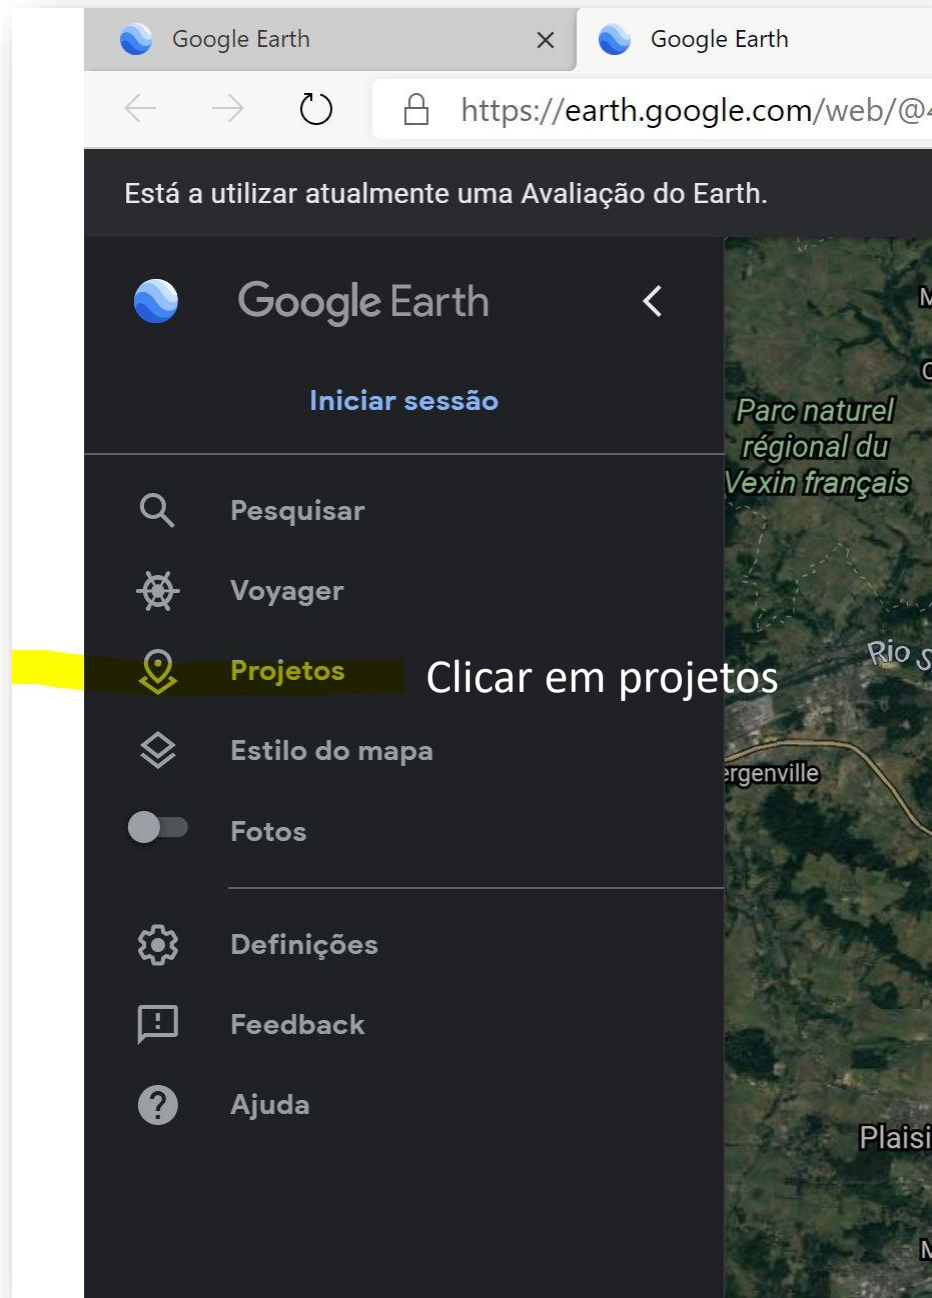 Google Earth
Google Earth
https://earth.google.com/web/@4
Está a utilizar atualmente uma Avaliação do Earth.
Google Earth
Iniciar sessão
Parc naturel
régional du
Vexin français
Pesquisar
Voyager
Rio S
Projetos
Clicar em projetos
Estilo do mapa
ergenville
Fotos
Definições
Feedback
Ajuda
Plaisi